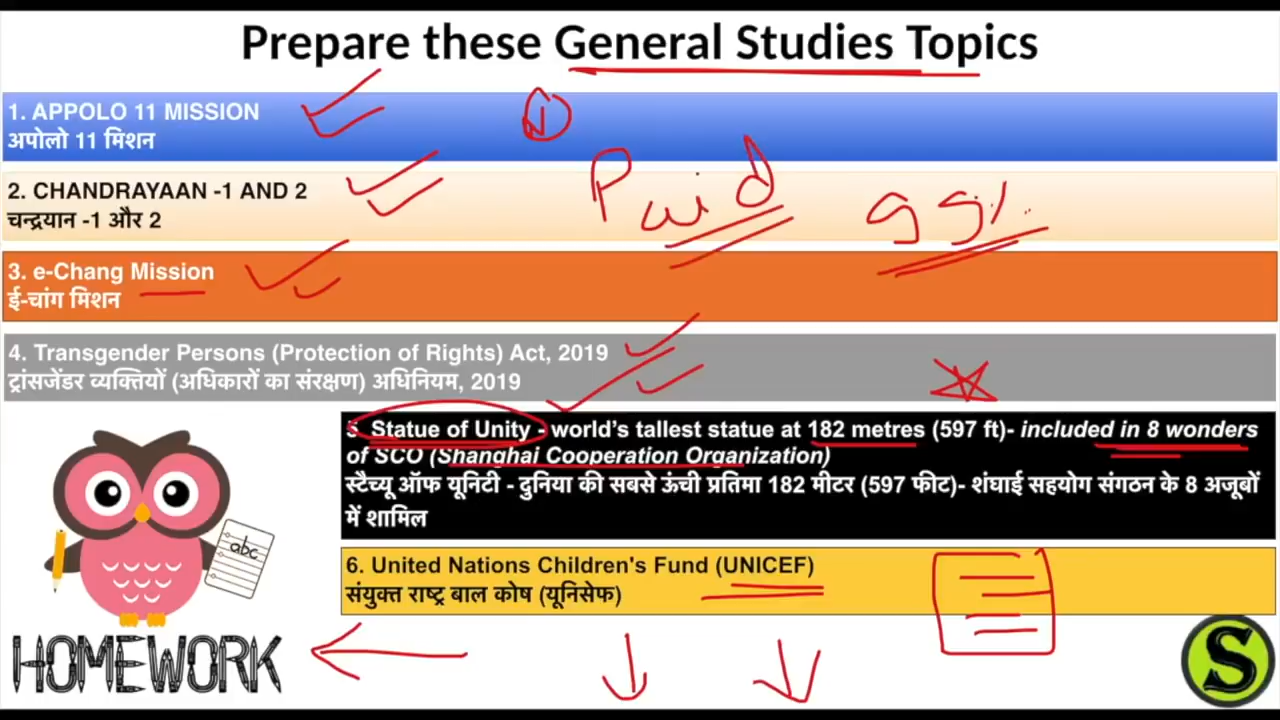 Prepare these General Studies Topics
1. APPOLO 11 MISSION
अपोलो 11 मिशन
2. CHANDRAYAAN -1 AND 2
चन्द्रयान -1 और 2
Paid 99%
3. e-Chang Mission
ई-चांग मिशन
4. Transgender Persons (Protection of Rights) Act, 2019
ट्रांसजेंडर व्यक्तियों (अधिकारों का संरक्षण) अधिनियम, 2019
5. Statue of Unity - world's tallest statue at 182 metres (597 ft)- included in 8 wonders
of SCO (Shanghai Cooperation Organization)
स्टैच्यू ऑफ यूनिटी - दुनिया की सबसे ऊंची प्रतिमा 182 मीटर (597 फीट)- शंघाई सहयोग संगठन के 8 अजूबों
में शामिल
abc
6. United Nations Children's Fund (UNICEF)
संयुक्त राष्ट्र बाल कोष (यूनिसेफ)
HOMEWORK
S